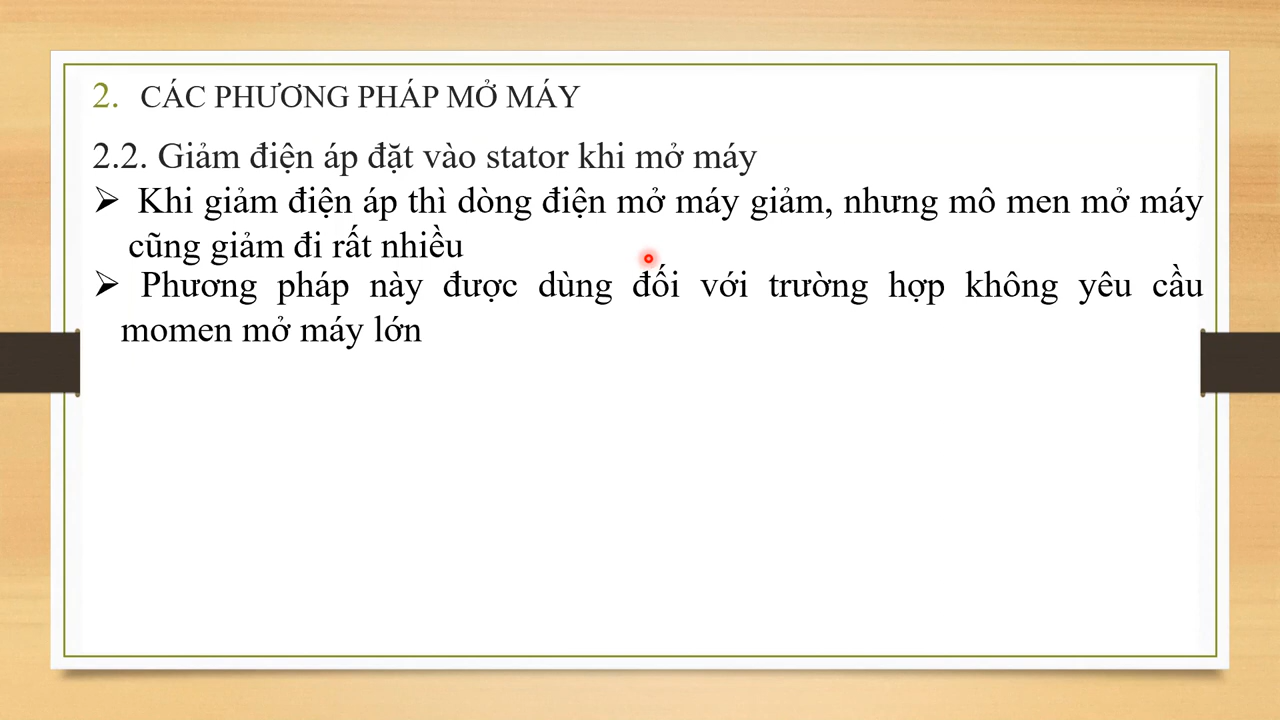 2. CÁC PHƯƠNG PHÁP MỞ MÁY
2.2. Giảm điện áp đặt vào stator khi mở máy
➢ Khi giảm điện áp thì dòng điện mở máy giảm, nhưng mô men mở máy
cũng giảm đi rất nhiều
➢ Phương pháp này được dùng đối với trường hợp không yêu cầu
momen mở máy lớn